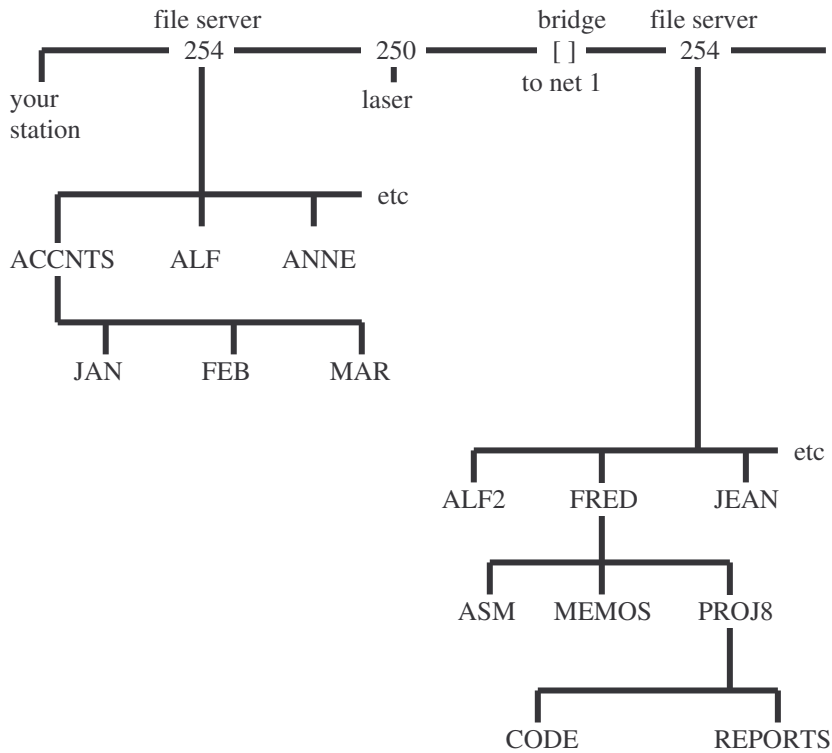 file server bridge file server
254 250 [ ] 254
your
station
laser
to net 1
etc
ACCNTS ALF ANNE
JAN FEB MAR
etc
ALF2 FRED JEAN
ASM MEMOS PROJ8
CODE REPORTS